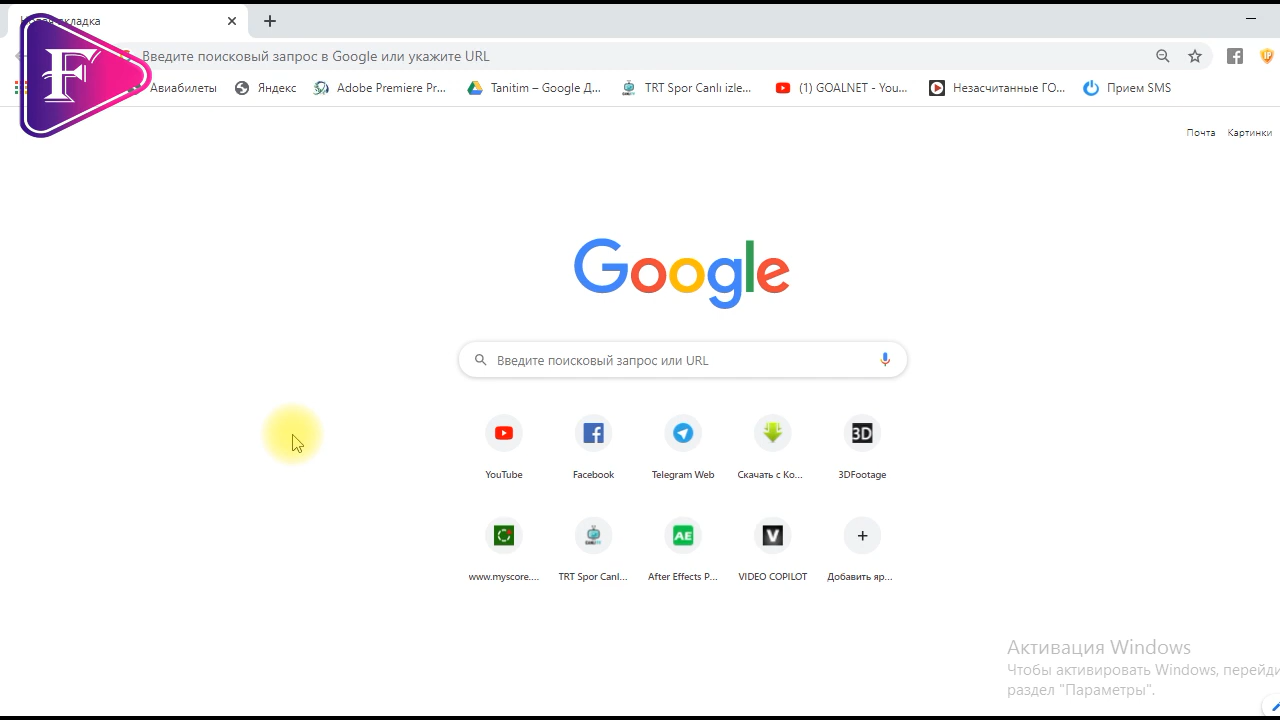 вкладка
Введите поисковый запрос в Google или укажите URL
Авиабилеты
Яндекс
Adobe Premiere Pr...
Tanitim – Google Д...
TRT Spor Canlı izle...
(1) GOALNET - You...
Незасчитанные ГО...
Прием SMS
F
Почта
Картинки
Google
Введите поисковый запрос или URL
YouTube
Facebook
Telegram Web
Скачать с Ко...
3D
3DFootage
AE
V
www.myscore....
TRT Spor Canl...
After Effects P...
VIDEO COPILOT
Добавить яр...
Активация Windows
Чтобы активировать Windows, перейди
раздел "Параметры".